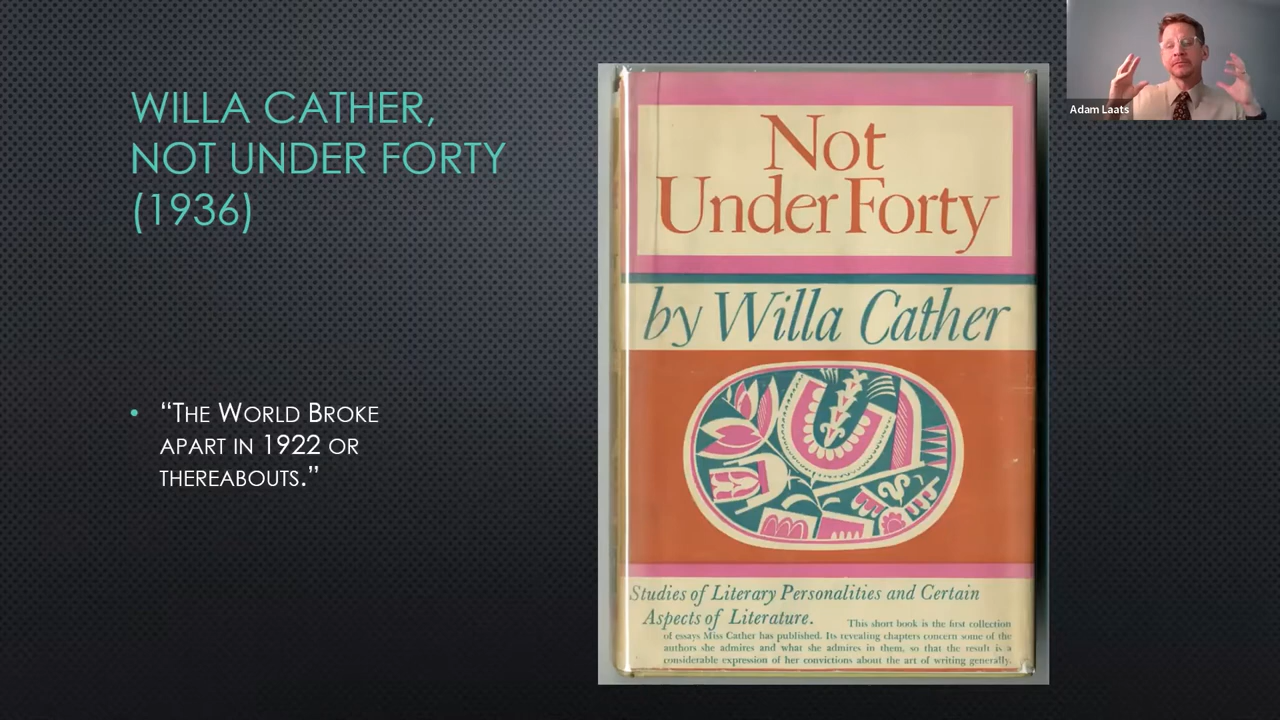 WILLA CATHER,
NOT UNDER FORTY
(1936)
• “THE WORLD BROKE
APART IN 1922 OR
THEREABOUTS.”
Not
Under Forty
by Willa Cather
Studies of Literary Personalities and Certain
Aspects of Literature. This short book is the first collection
of essays Miss Cather has published. Its revealing chapters concern some of the
authors she admires and what she admires in them, so that the result is a
considerable expression of her convictions about the art of writing generally.
Adam Laats